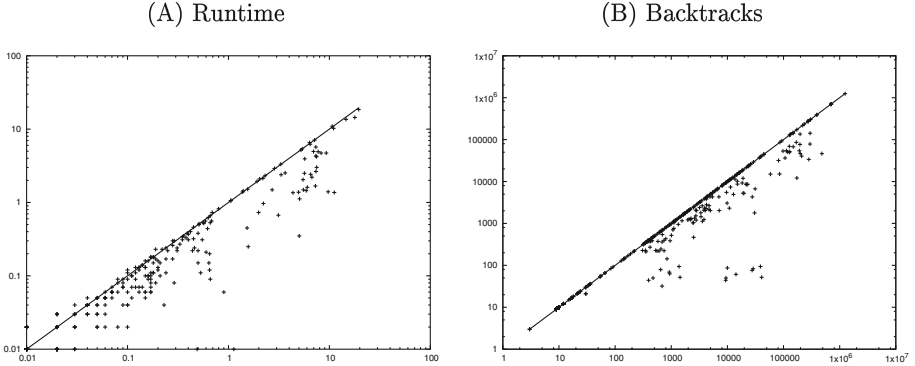 (A) Runtime
(B) Backtracks
100
10
1
0.1
0.01
0.01 0.1 1 10 100
1x10⁷
1x10⁶
100000
10000
1000
100
10
1
1 10 100 1000 10000 100000 1x10⁶ 1x10⁷